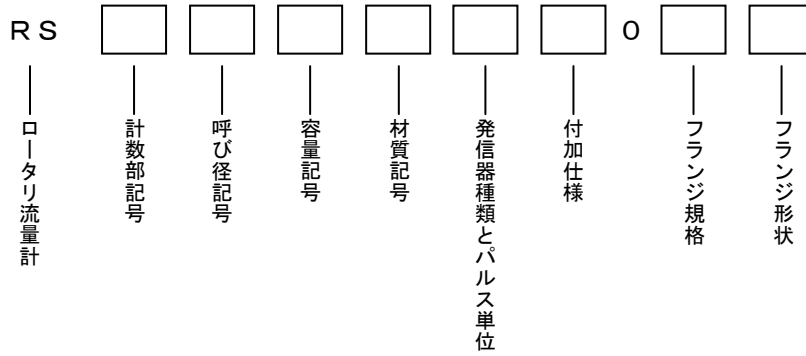 RS 0
ロータリ流量計
計数部記号
呼び径記号
容量記号
材質記号
発信器種類とパルス単位
付加仕様
フランジ規格
フランジ形状